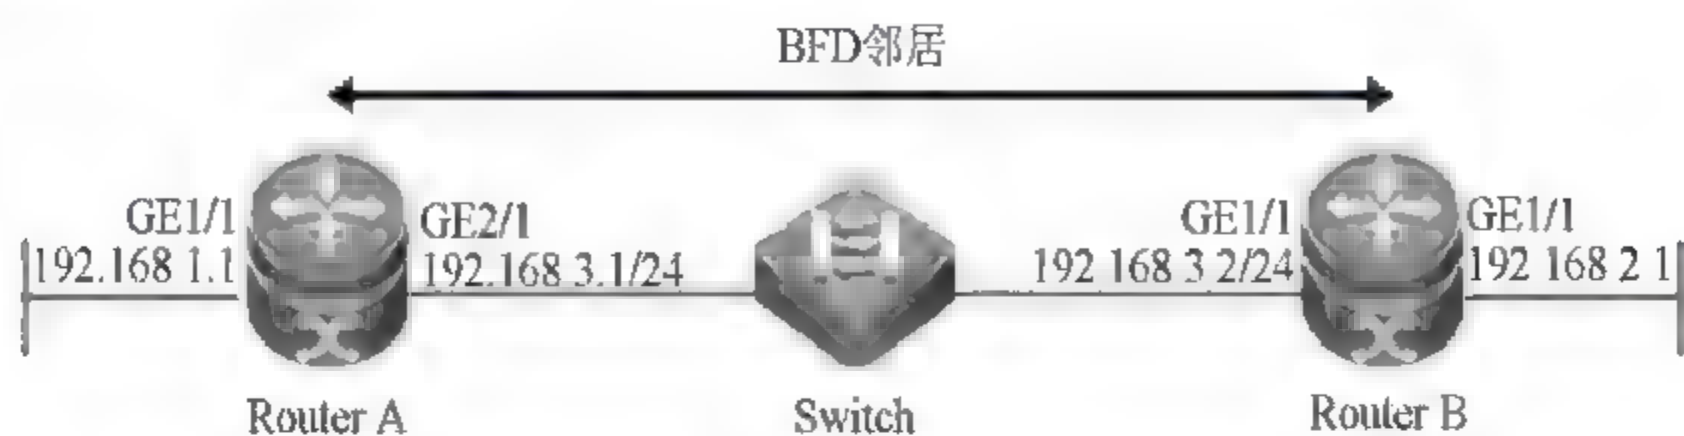 BFD邻居
GE1/1
192.168 1.1
GE2/1
192.168 3.1/24
GE1/1
192 168 3 2/24
GE1/1
192 168 2 1
Router A
Switch
Router B